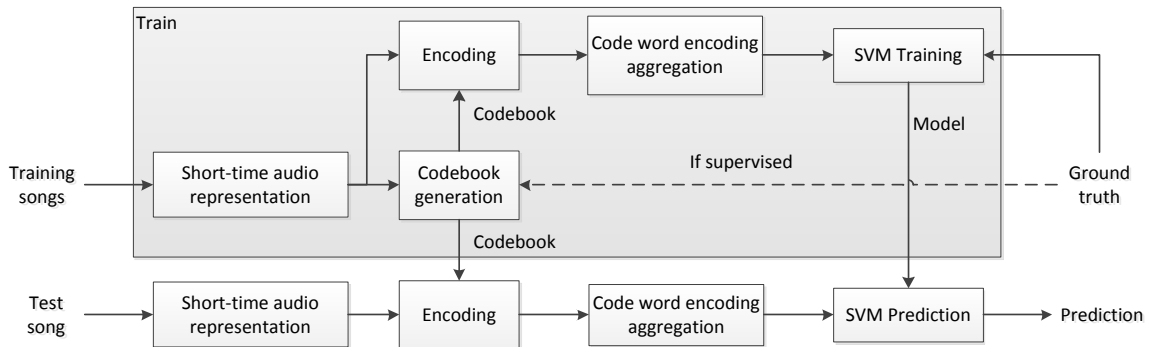 Train
Encoding
Code word encoding
aggregation
SVM Training
Codebook
Model
If supervised
Training
songs
Short-time audio
representation
Codebook
generation
Ground
truth
Codebook
Test
song
Short-time audio
representation
Encoding
Code word encoding
aggregation
SVM Prediction
Prediction